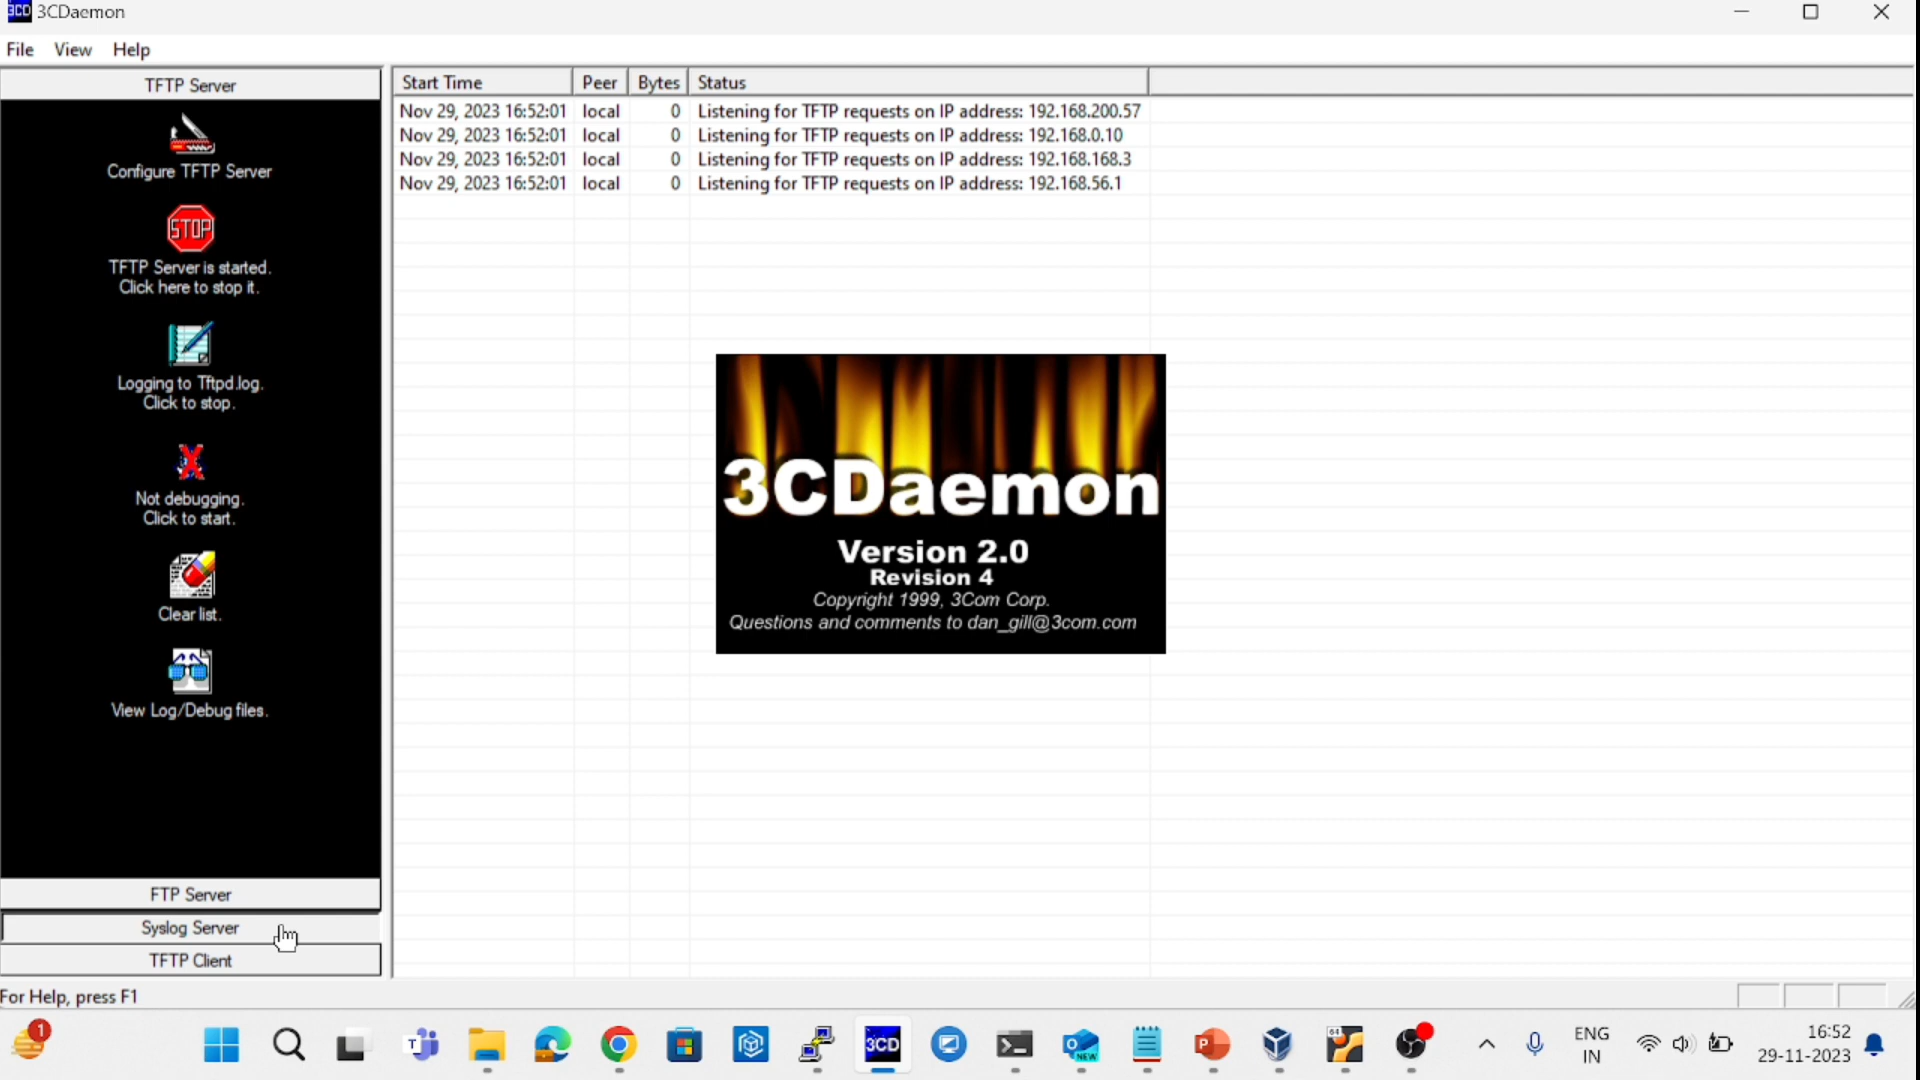 3CD 3CDaemon
File View Help
TFTP Server
Start Time Peer Bytes Status
Nov 29, 2023 16:52:01 local 0 Listening for TFTP requests on IP address: 192.168.200.57
Nov 29, 2023 16:52:01 local 0 Listening for TFTP requests on IP address: 192.168.0.10
Nov 29, 2023 16:52:01 local 0 Listening for TFTP requests on IP address: 192.168.168.3
Nov 29, 2023 16:52:01 local 0 Listening for TFTP requests on IP address: 192.168.56.1
Configure TFTP Server
STOP
TFTP Server is started.
Click here to stop it.
Logging to Tftpd.log.
Click to stop.
Not debugging.
Click to start.
Clear list.
View Log/Debug files.
3CDaemon
Version 2.0
Revision 4
Copyright 1999, 3Com Corp.
Questions and comments to dan_gill@3com.com
FTP Server
Syslog Server
TFTP Client
For Help, press F1
1
T
3CD
NEW
P
64
ENG
IN
16:52
29-11-2023